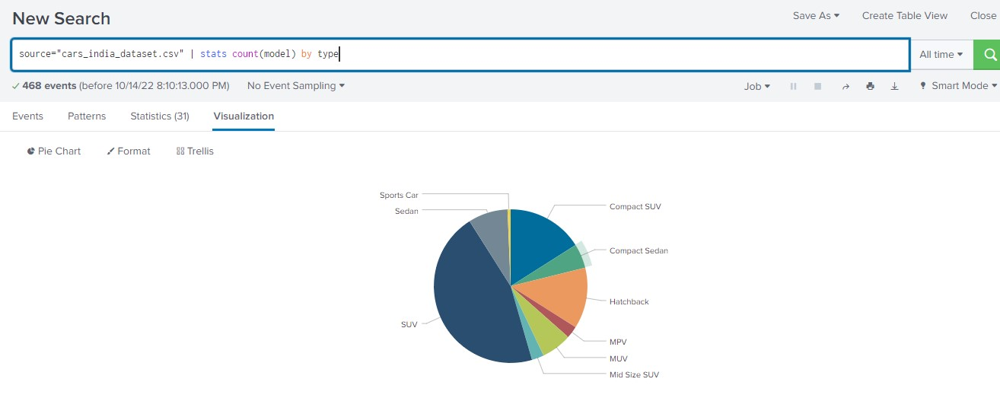 New Search
Save As ▾ Create Table View Close
source="cars_india_dataset.csv" | stats count(model) by type
All time ▾
✓ 468 events (before 10/14/22 8:10:13.000 PM) No Event Sampling ▾
Job ▾ Smart Mode ▾
Events Patterns Statistics (31) Visualization
Pie Chart Format Trellis
Sports Car
Sedan
SUV
Compact SUV
Compact Sedan
Hatchback
MPV
MUV
Mid Size SUV